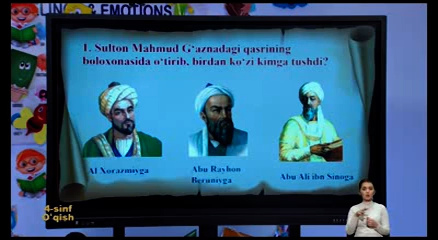 & EMOTIONS
1. Sulton Mahmud G‘aznadagi qasrining
boloxonasida o‘tirib, birdan ko‘zi kimga tushdi?
Al Xorazmiyga
Abu Rayhon
Beruniyga
Abu Ali ibn Sinoga
4-sinf
O‘qish